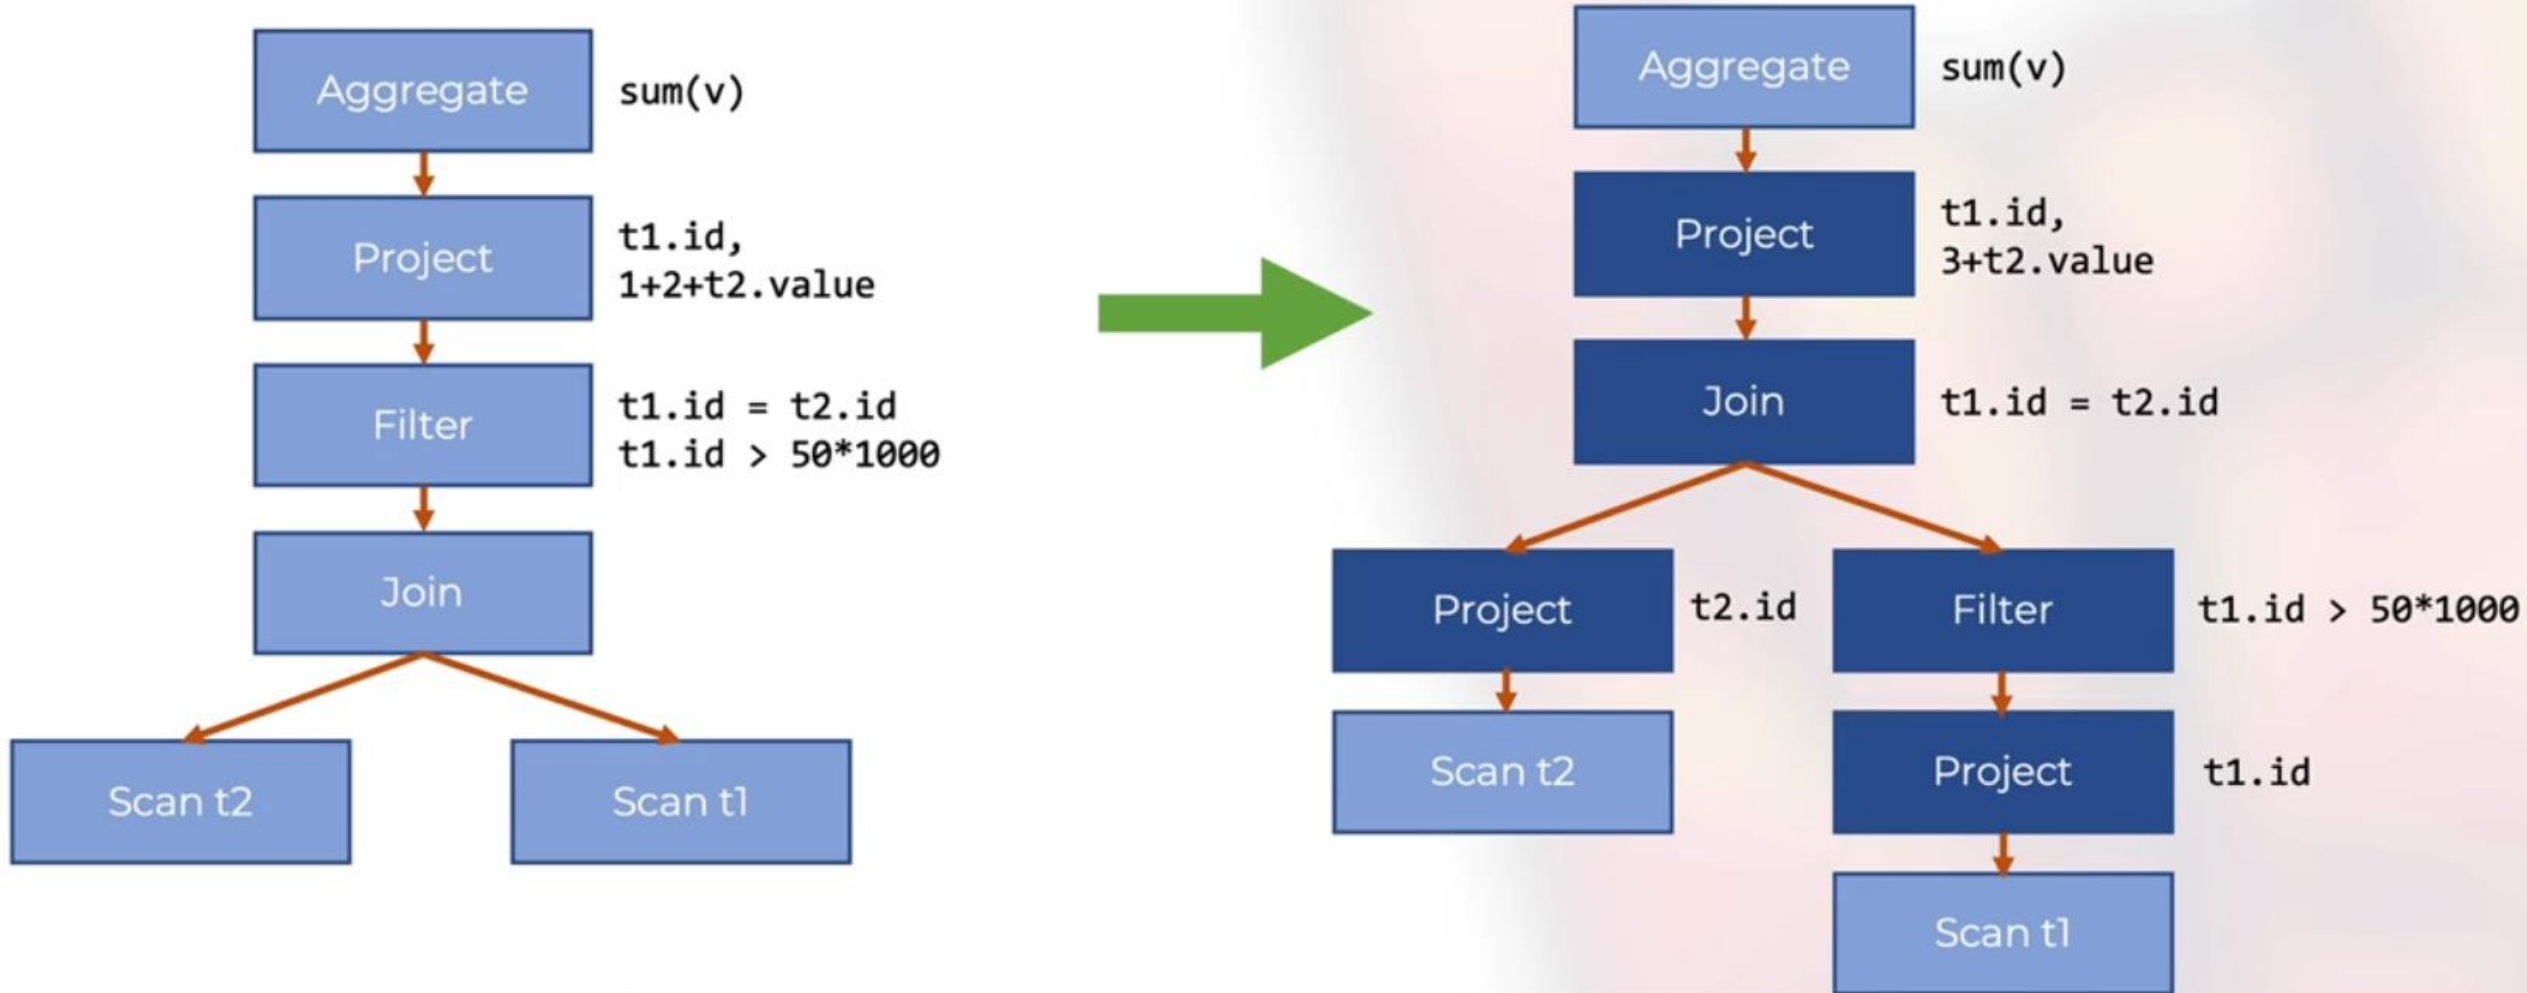 Aggregate
sum(v)
Project
t1.id,
1+2+t2.value
Filter
t1.id = t2.id
t1.id > 50*1000
Join
Scan t2
Scan t1
Aggregate
sum(v)
Project
t1.id,
3+t2.value
Join
t1.id = t2.id
Project
t2.id
Filter
t1.id > 50*1000
Scan t2
Project
t1.id
Scan t1